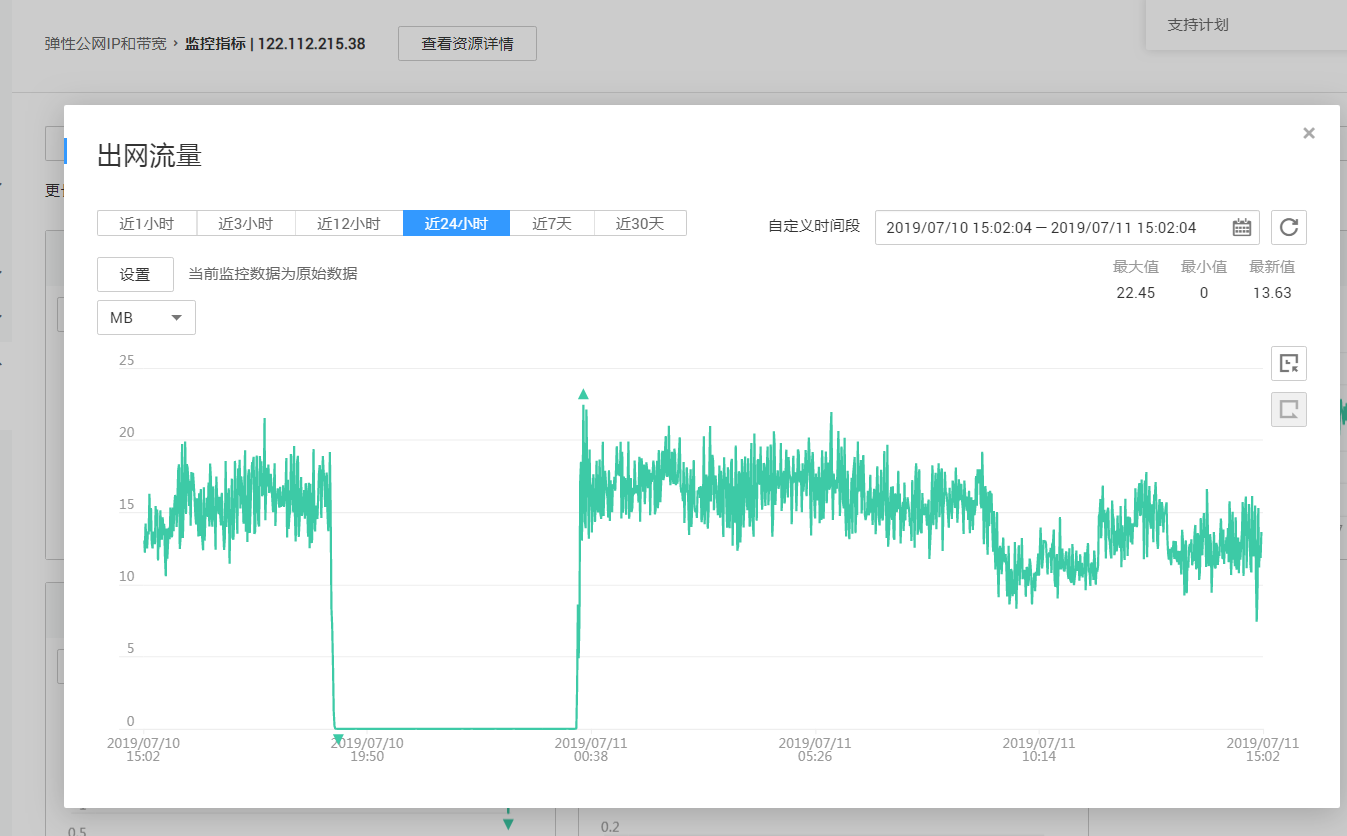 支持计划
弹性公网IP和带宽 › 监控指标 | 122.112.215.38 查看资源详情
出网流量 ×
更
近1小时 近3小时 近12小时 近24小时 近7天 近30天 自定义时间段 2019/07/10 15:02:04 – 2019/07/11 15:02:04
设置 当前监控数据为原始数据 最大值 最小值 最新值
22.45 0 13.63
MB
25
20
15
10
5
0
2019/07/10 2019/07/10 2019/07/11 2019/07/11 2019/07/11 2019/07/11
15:02 19:50 00:38 05:26 10:14 15:02
0.5 0.2